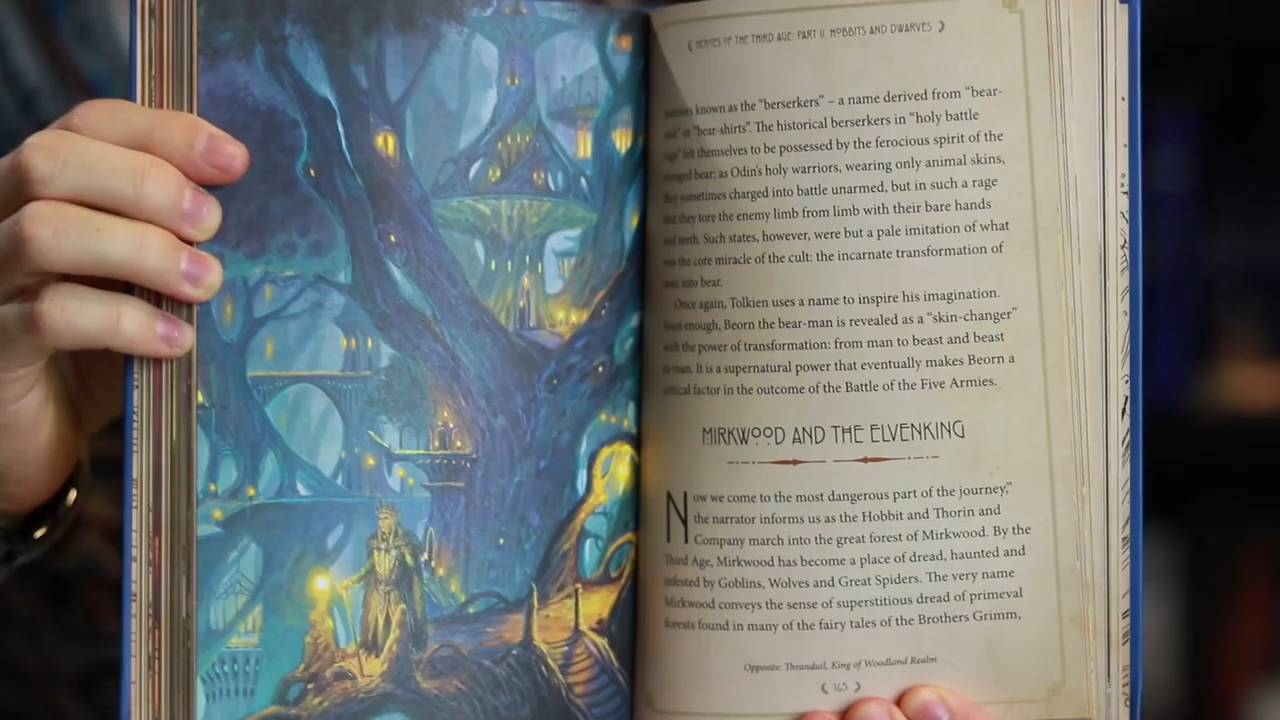 HEROES OF THE THIRD AGE: PART II. HOBBITS AND DWARVES
known as the “berserkers” – a name derived from “bear-
or “bear-shirts”. The historical berserkers in “holy battle
felt themselves to be possessed by the ferocious spirit of the
enraged bear: as Odin’s holy warriors, wearing only animal skins,
they sometimes charged into battle unarmed, but in such a rage
that they tore the enemy limb from limb with their bare hands
and teeth. Such states, however, were but a pale imitation of what
was the core miracle of the cult: the incarnate transformation of
man into bear.
Once again, Tolkien uses a name to inspire his imagination.
enough, Beorn the bear-man is revealed as a “skin-changer”
with the power of transformation: from man to beast and beast
to man. It is a supernatural power that eventually makes Beorn a
critical factor in the outcome of the Battle of the Five Armies.
MIRKWOOD AND THE ELVENKING
Now we come to the most dangerous part of the journey,”
the narrator informs us as the Hobbit and Thorin and
Company march into the great forest of Mirkwood. By the
Third Age, Mirkwood has become a place of dread, haunted and
infested by Goblins, Wolves and Great Spiders. The very name
Mirkwood conveys the sense of superstitious dread of primeval
forests found in many of the fairy tales of the Brothers Grimm,
Opposite: Thranduil, King of Woodland Realm
165